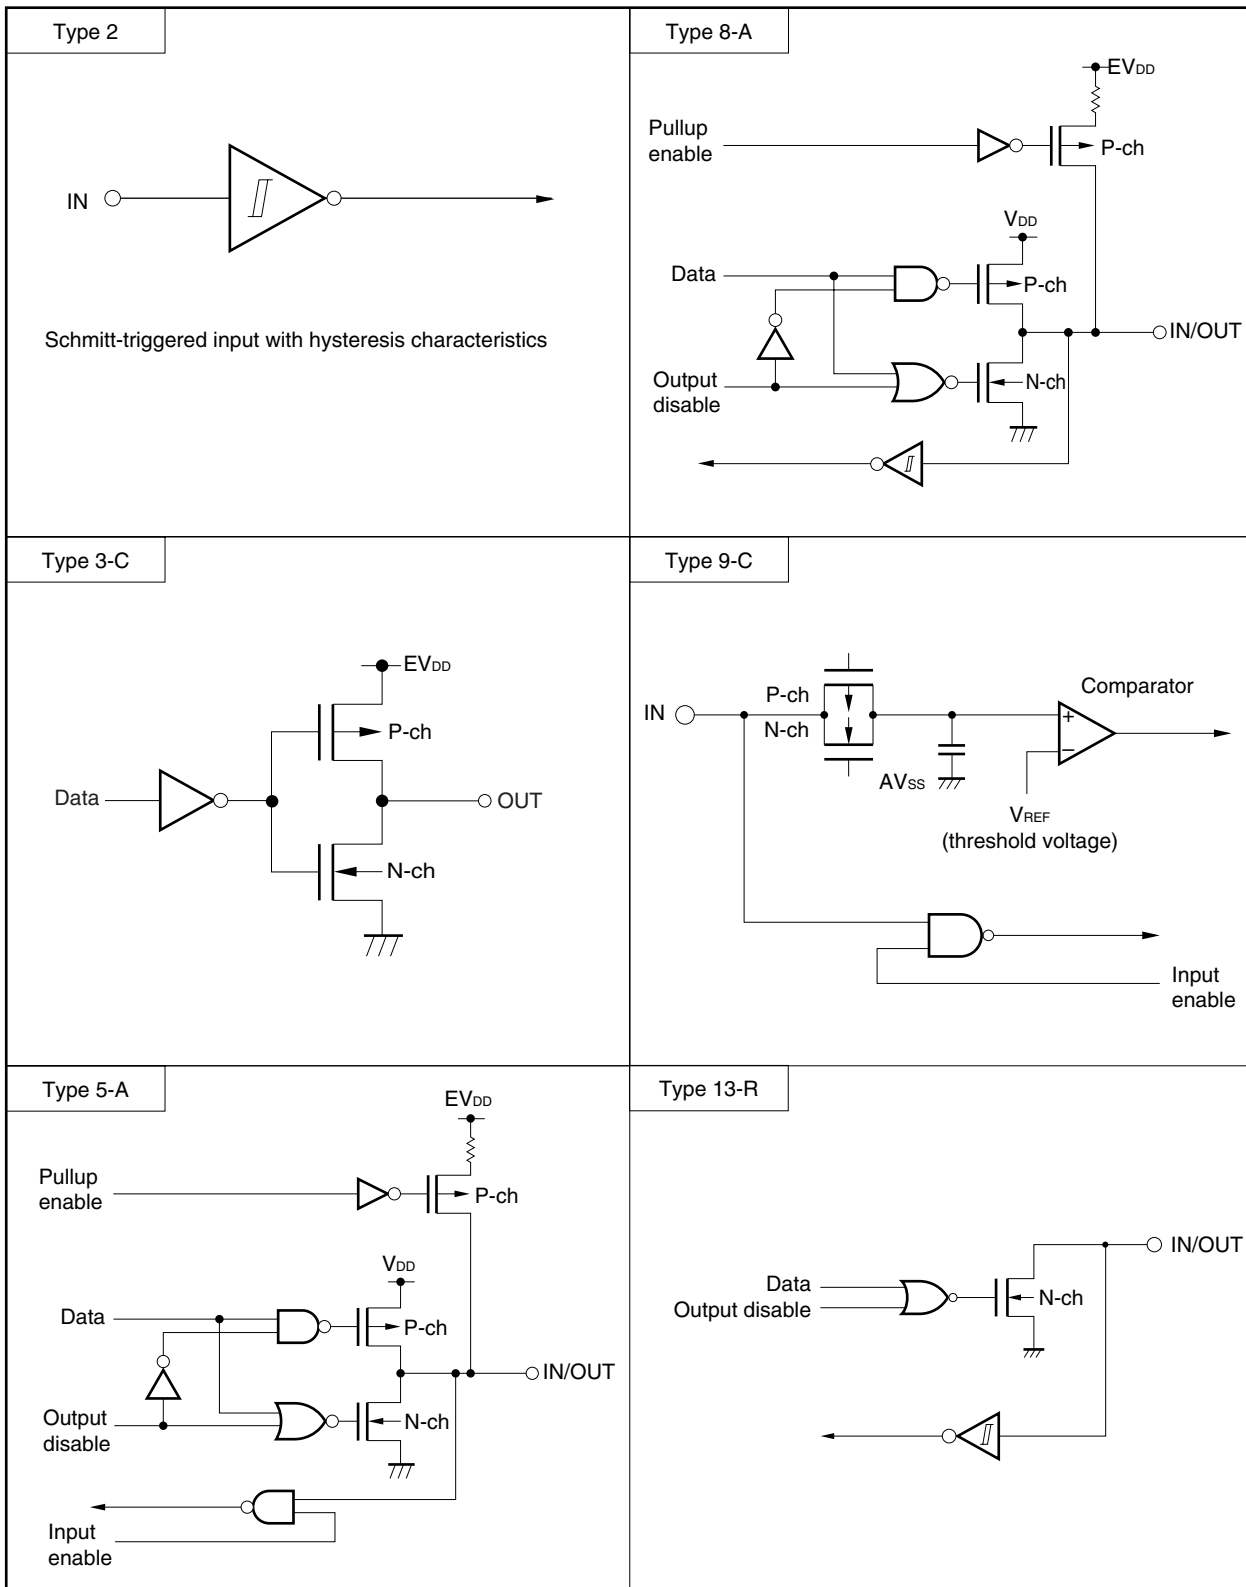 Type 2
IN
Schmitt-triggered input with hysteresis characteristics
Type 8-A
EVDD
Pullup
enable
P-ch
VDD
Data
P-ch
IN/OUT
Output
disable
N-ch
Type 3-C
EVDD
P-ch
Data
OUT
N-ch
Type 9-C
P-ch
Comparator
IN
N-ch
+
–
AVSS
VREF
(threshold voltage)
Input
enable
Type 5-A
EVDD
Pullup
enable
P-ch
VDD
Data
P-ch
IN/OUT
Output
disable
N-ch
Input
enable
Type 13-R
IN/OUT
Data
Output disable
N-ch